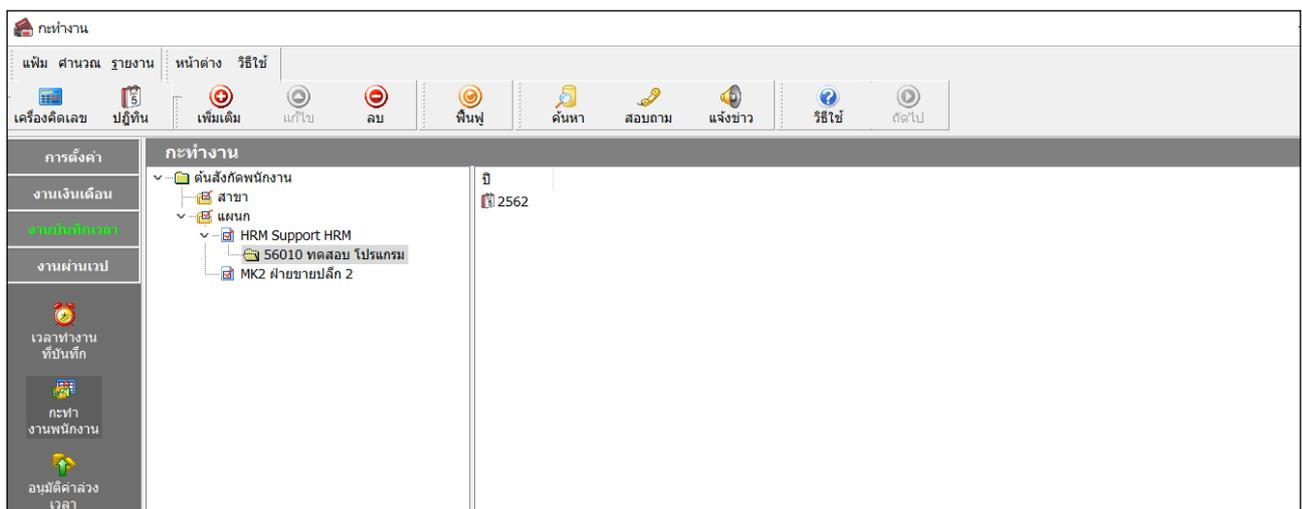 กะทำงาน
แฟ้ม คำนวณ รายงาน หน้าต่าง วิธีใช้
เครื่องคิดเลข ปฏิทิน เพิ่มเติม แก้ไข ลบ ฟื้นฟู ค้นหา สอบถาม แจ้งข่าว วิธีใช้ ถัดไป
การตั้งค่า
งานเงินเดือน
งานบันทึกเวลา
งานผ่านเวป
เวลาทำงาน
ที่บันทึก
กะทำ
งานพนักงาน
อนุมัติค่าล่วง
เวลา
กะทำงาน
ต้นสังกัดพนักงาน
สาขา
แผนก
HRM Support HRM
56010 ทดสอบ โปรแกรม
MK2 ฝ่ายขายปลีก 2
ปี
2562